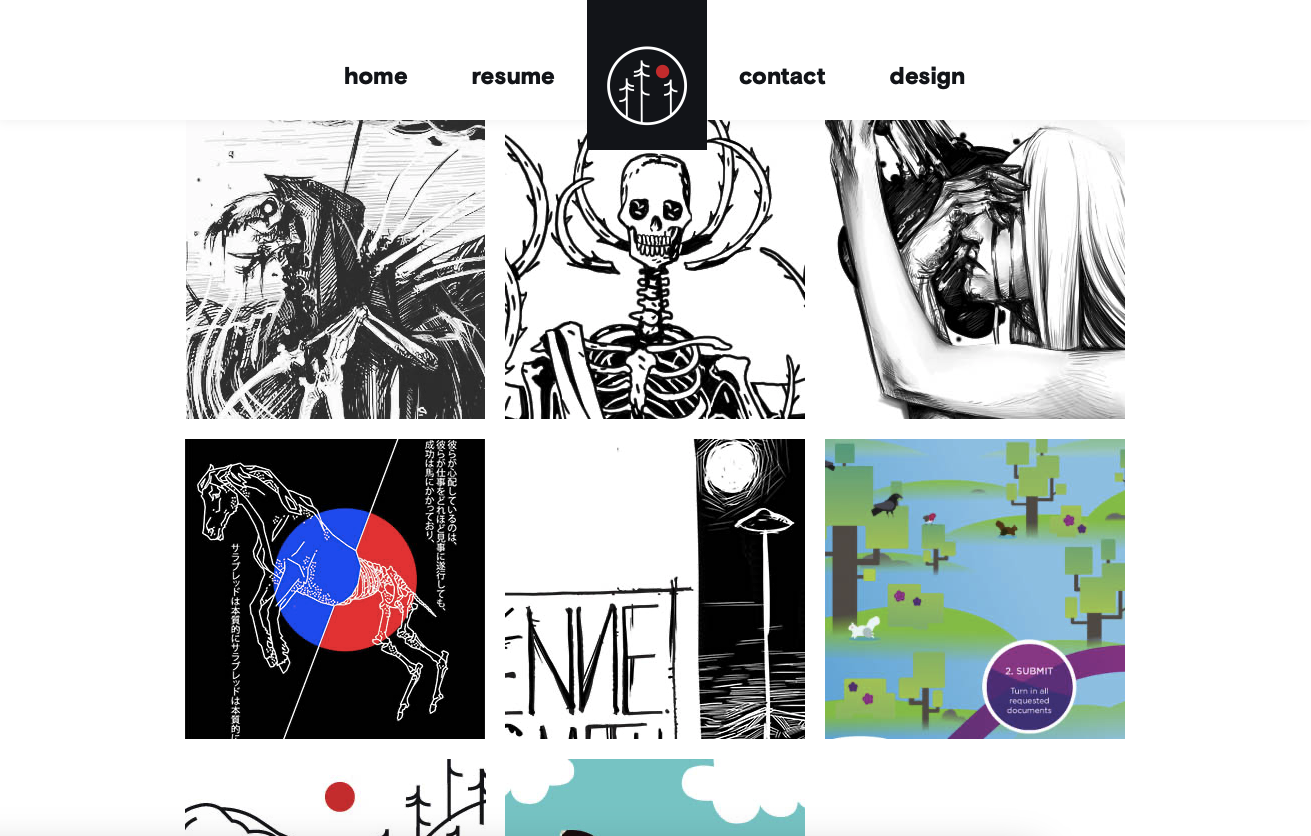 home
resume
contact
design
彼らが心配しているのは、
彼らが仕事をどれほど見事に遂行しても、
成功は馬にかかっており、
サラブレッドは本質的にサラブレッドは本質的に
ENNE!
2. SUBMIT
Turn in all
requested
documents